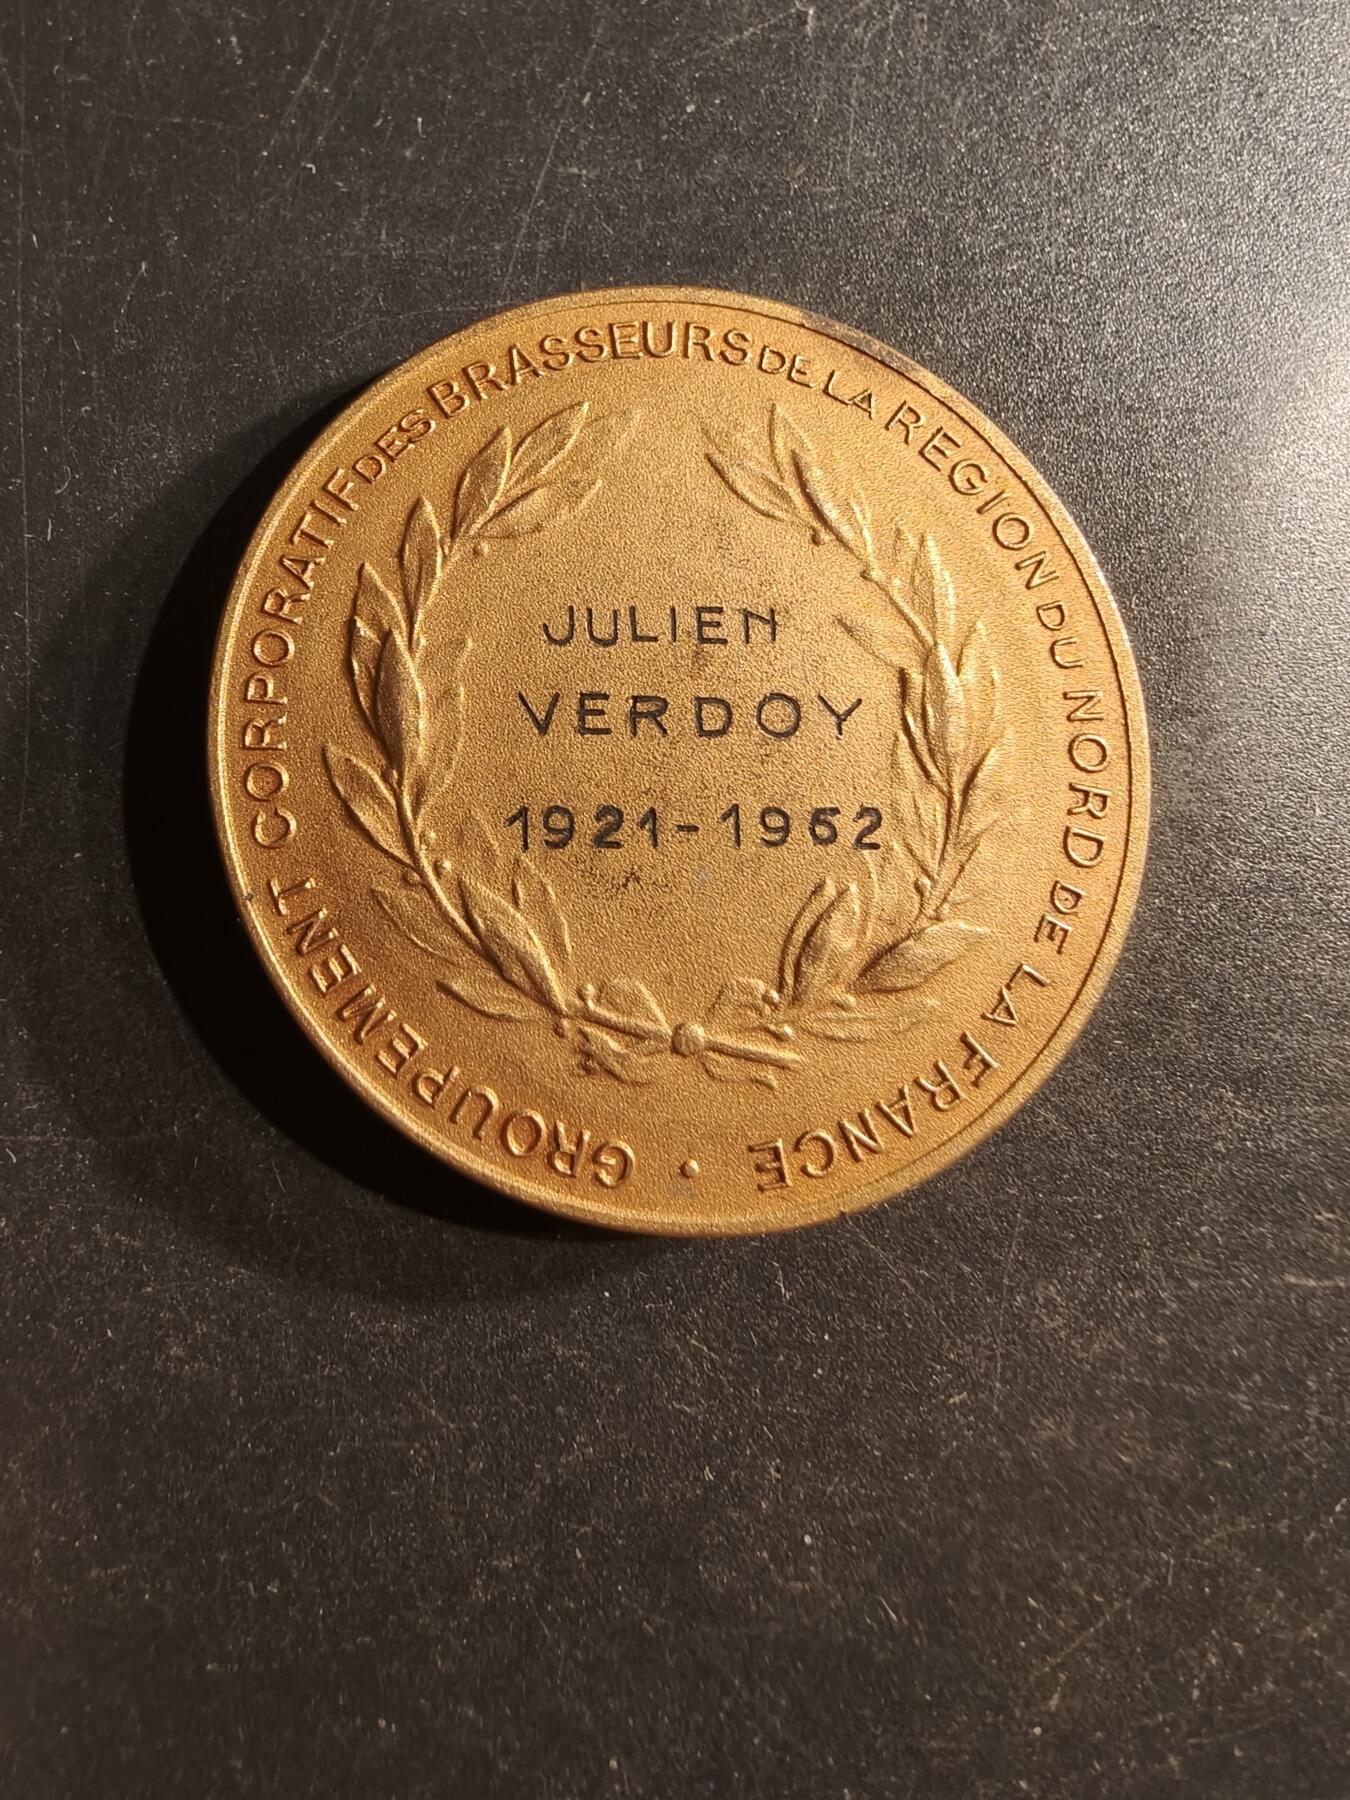 GROUPEMENT CORPORATIF DES BRASSEURS DE LA REGION DU NORD DE LA FRANCE •
JULIEN
VERDOY
1921-1952